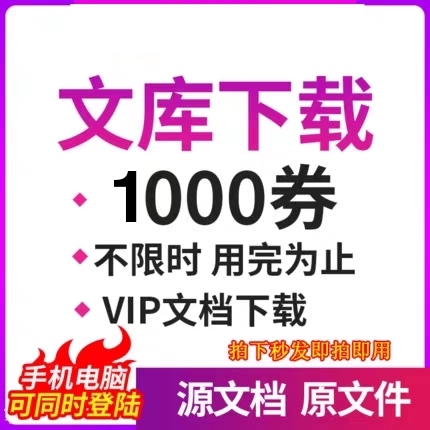 文库下载
1000券
不限时 用完为止
VIP文档下载
拍下秒发即拍即用
手机电脑
可同时登陆
源文档 原文件